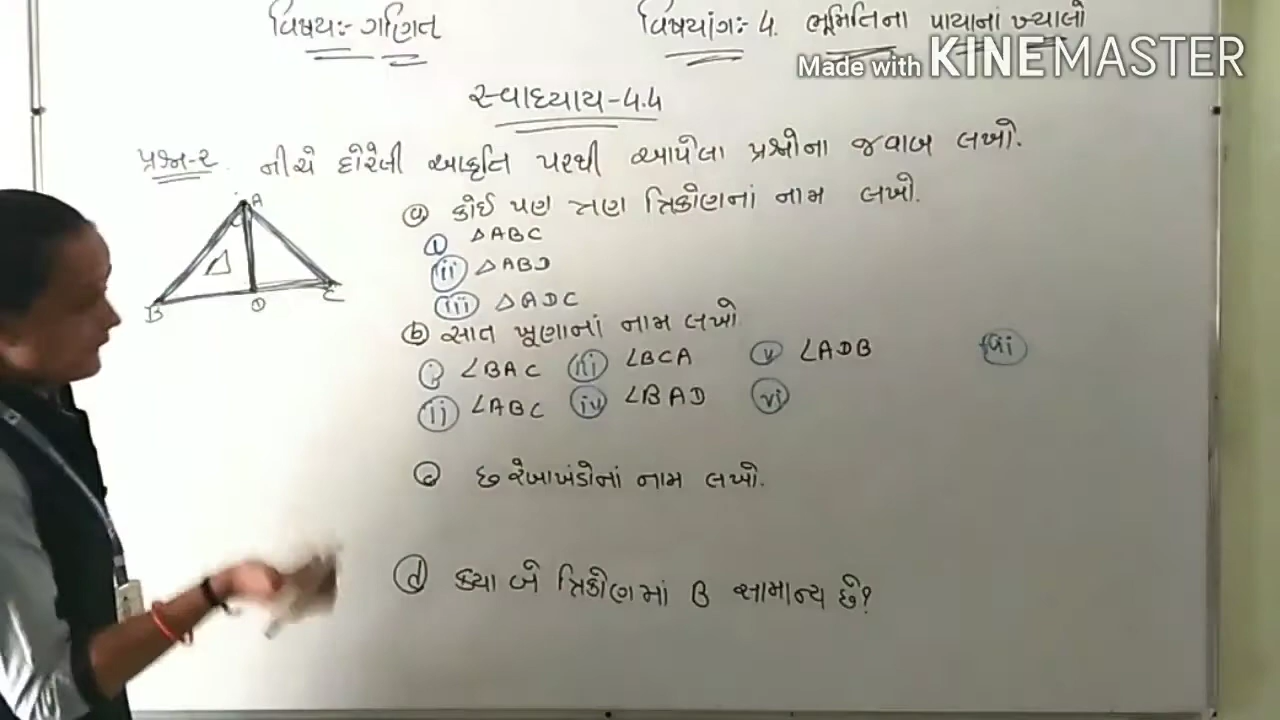 વિષય:- ગણિત
વિષયાંગ:- 4. ભૂમિતિના પાયાનાં ખ્યાલો
Made with KINEMASTER
સ્વાધ્યાય-4.4
પ્રશ્ન-૨ નીચે દોરેલી આકૃતિ પરથી આપેલા પ્રશ્નોના જવાબ લખો.
A
B
D
C
(a) કોઈ પણ ત્રણ ત્રિકોણનાં નામ લખો.
(i) △ABC
(ii) △ABD
(iii) △ADC
(b) સાત ખૂણાનાં નામ લખો
(i) ∠BAC (iii) ∠BCA (v) ∠ADB (vii)
(ii) ∠ABC (iv) ∠BAD (vi)
(c) છ રેખાખંડોનાં નામ લખો.
(d) ક્યા બે ત્રિકોણમાં B સામાન્ય છે?